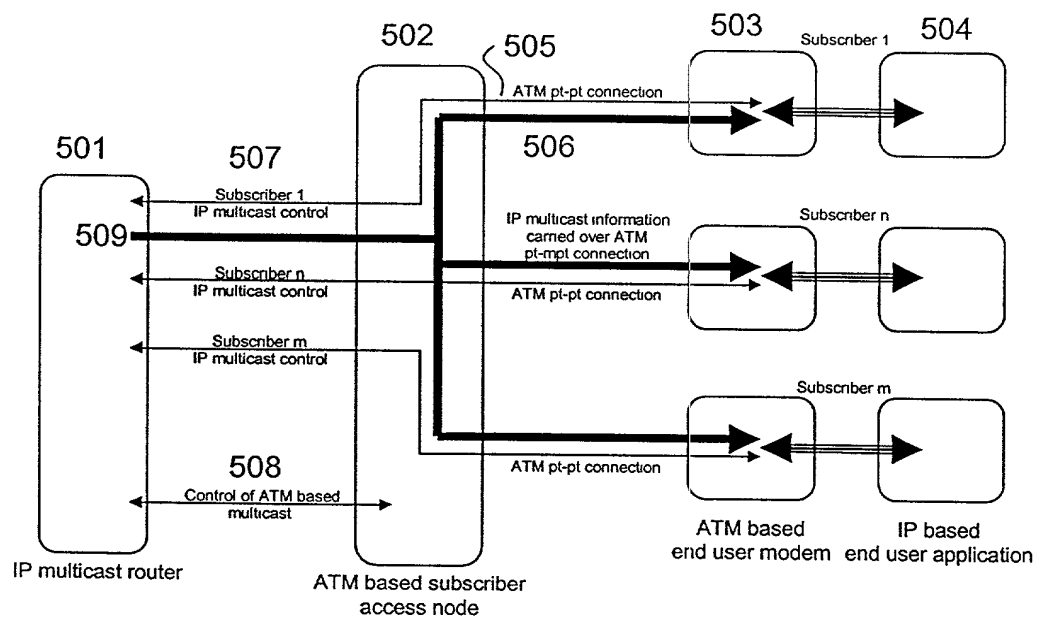 502
505
503
Subscriber 1
504
ATM pt-pt connection
501
507
506
Subscriber 1
IP multicast control
509
IP multicast information
carried over ATM
pt-mpt connection
Subscriber n
Subscriber n
IP multicast control
ATM pt-pt connection
Subscriber m
IP multicast control
Subscriber m
ATM pt-pt connection
508
Control of ATM based
multicast
ATM based
end user modem
IP based
end user application
IP multicast router
ATM based subscriber
access node